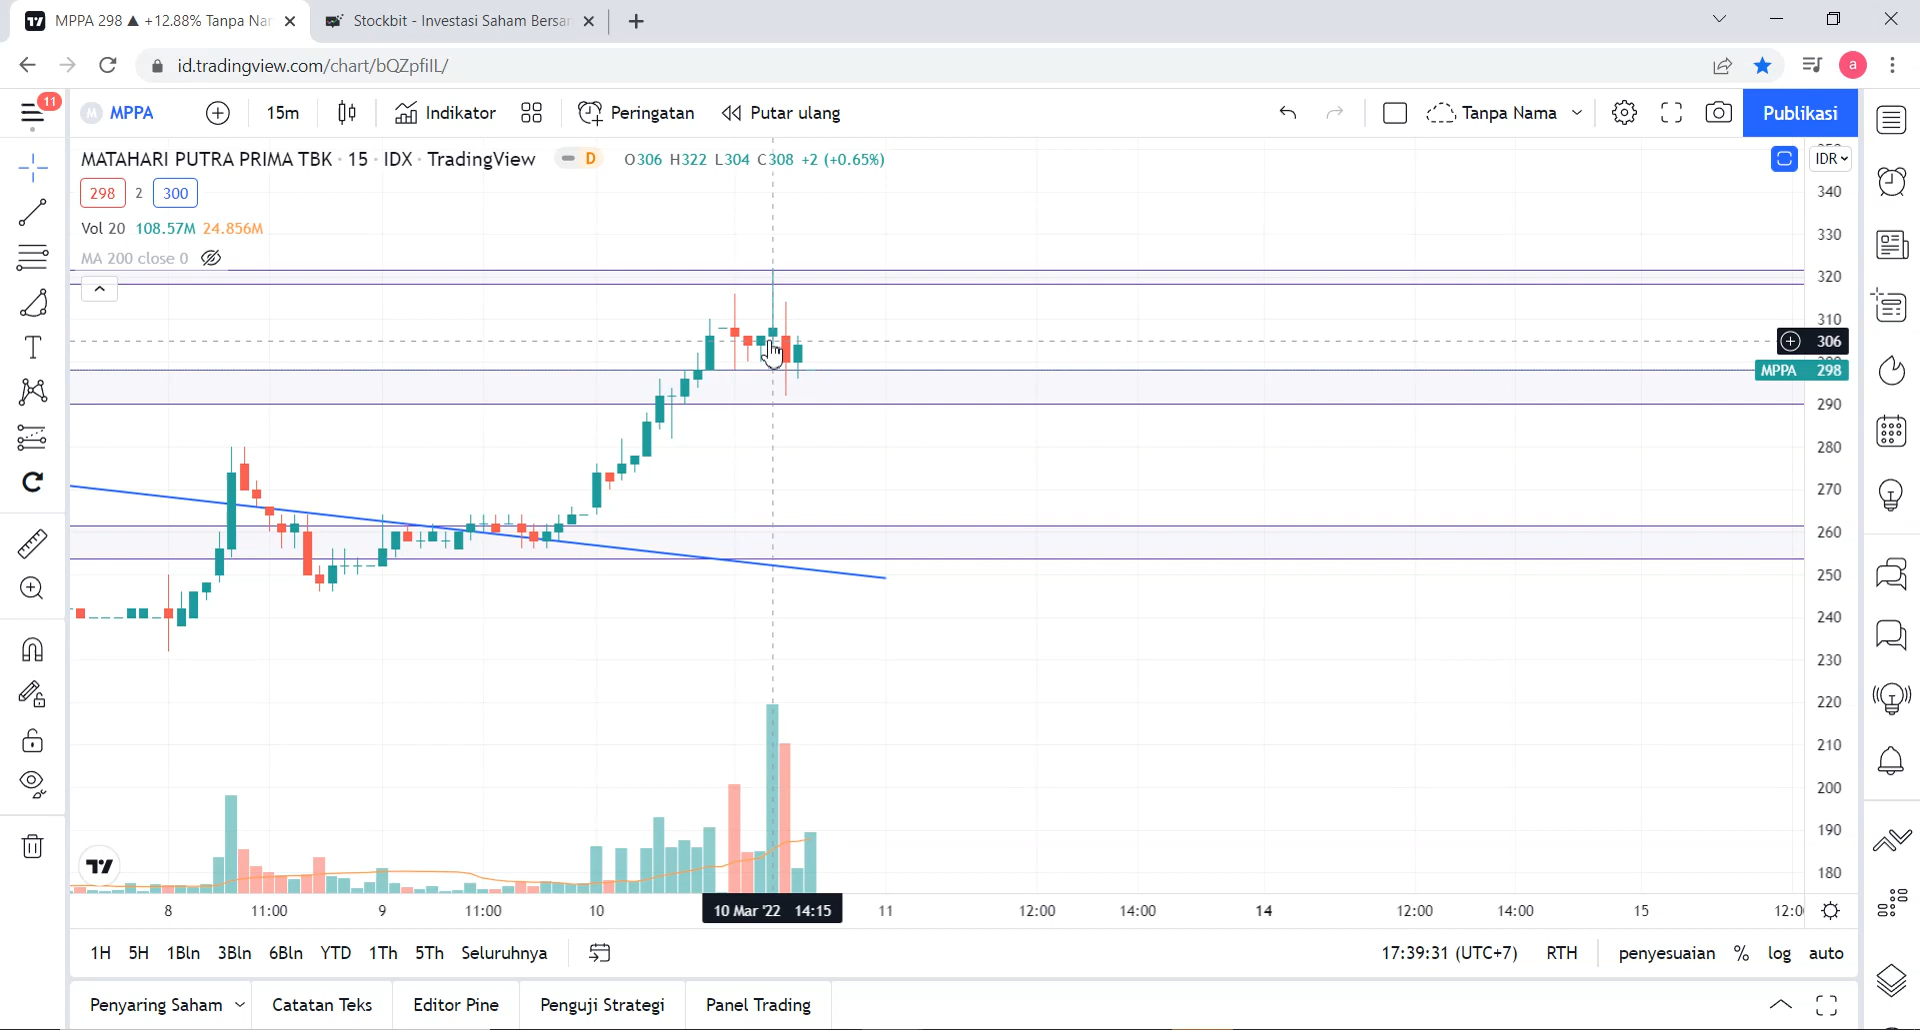 MPPA 298 ▲ +12.88% Tanpa Nar
Stockbit - Investasi Saham Bersan
id.tradingview.com/chart/bQZpfiIL/
a
11
M MPPA
15m
Indikator
Peringatan
Putar ulang
Tanpa Nama
Publikasi
MATAHARI PUTRA PRIMA TBK · 15 · IDX · TradingView
D
O306 H322 L304 C308 +2 (+0.65%)
IDR
298 2 300
Vol 20 108.57M 24.856M
MA 200 close 0
340
330
320
310
306
MPPA 298
290
280
270
260
250
240
230
220
210
200
190
180
8
11:00
9
11:00
10
10 Mar '22 14:15
11
12:00
14:00
14
12:00
14:00
15
12:0
1H 5H 1Bln 3Bln 6Bln YTD 1Th 5Th Seluruhnya
17:39:31 (UTC+7)
RTH
penyesuaian % log auto
Penyaring Saham
Catatan Teks
Editor Pine
Penguji Strategi
Panel Trading